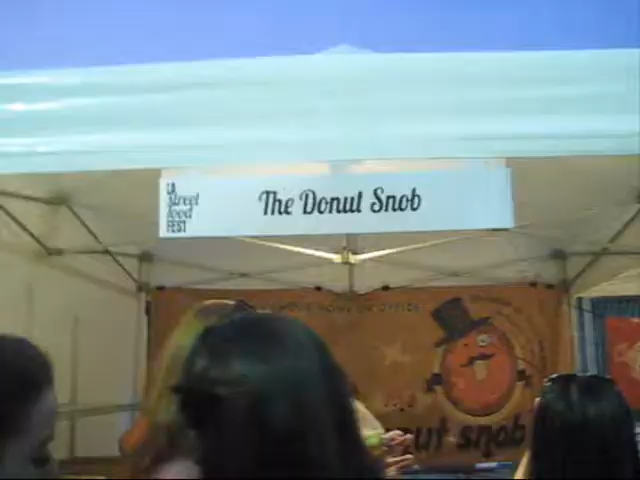 LA
street
food
FEST
The Donut Snob
ut snob